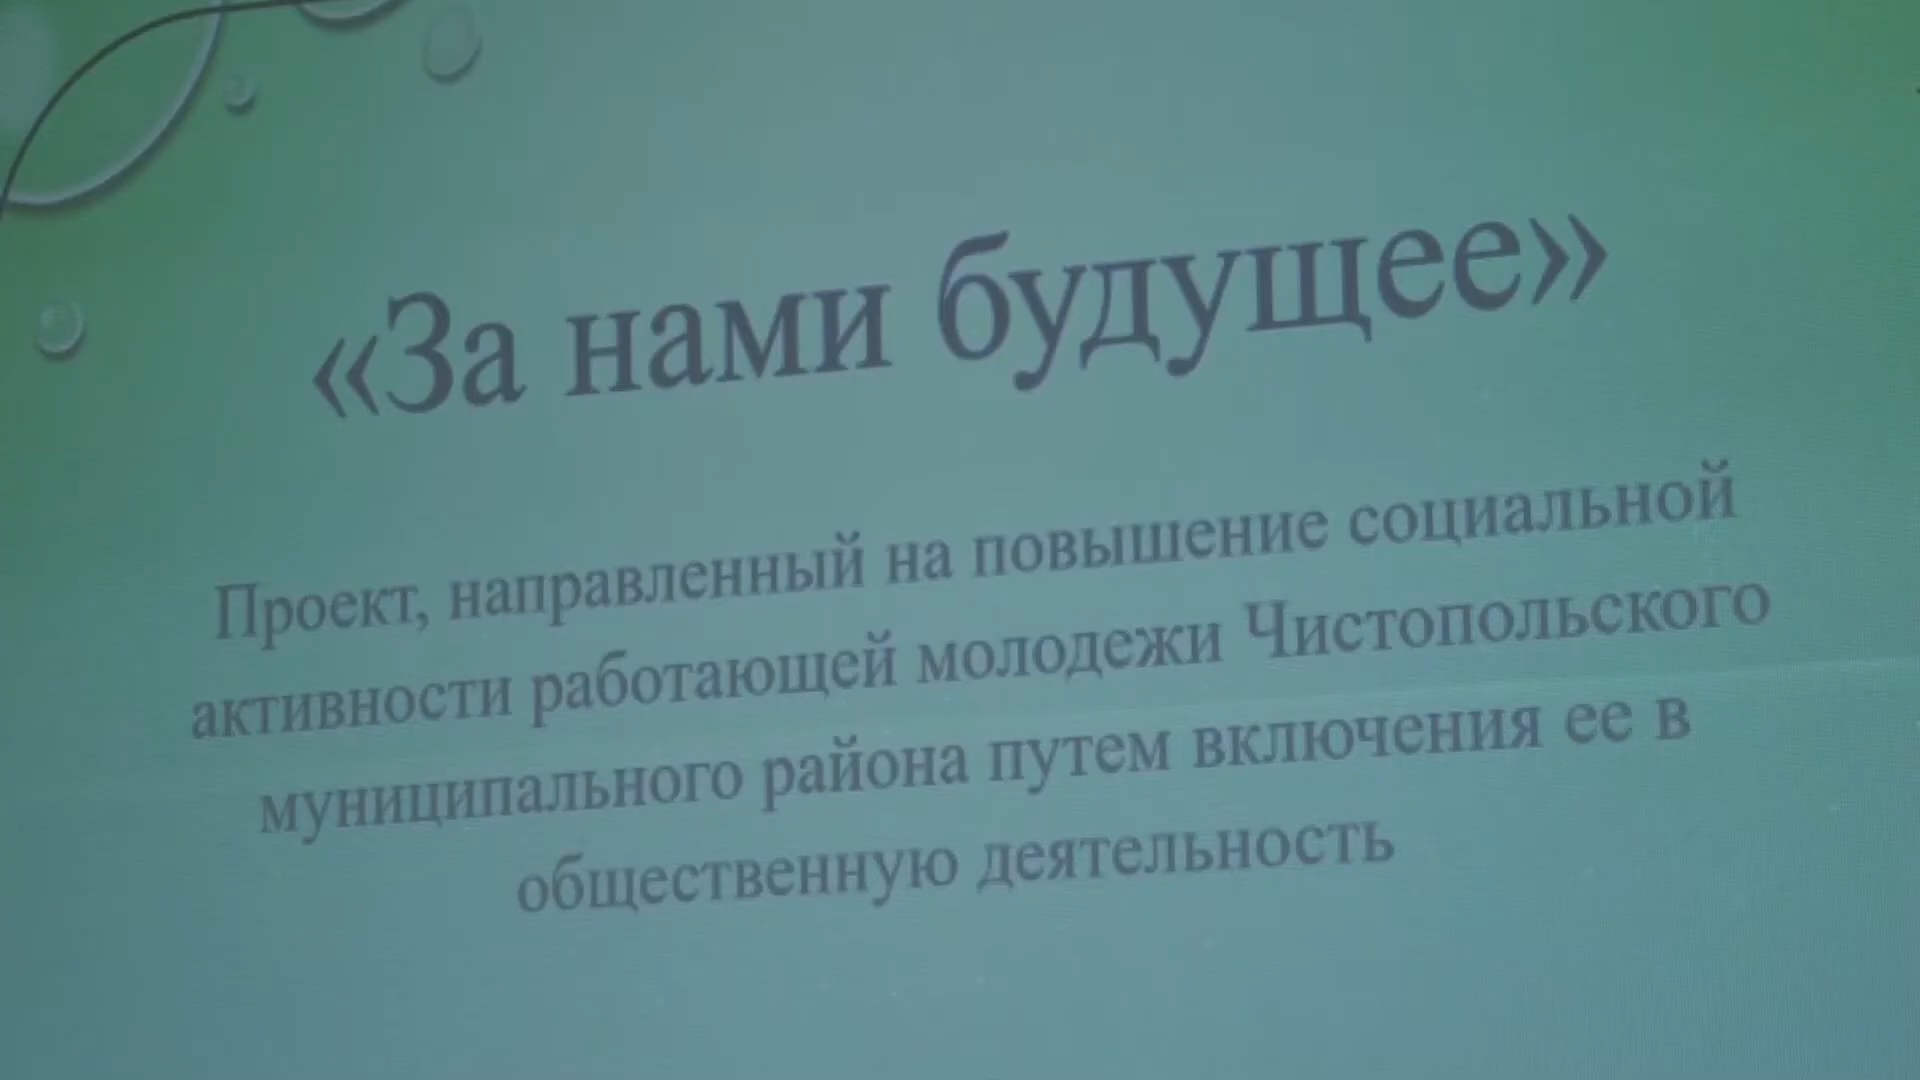 «За нами будущее»
Проект, направленный на повышение социальной
активности работающей молодежи Чистопольского
муниципального района путем включения ее в
общественную деятельность